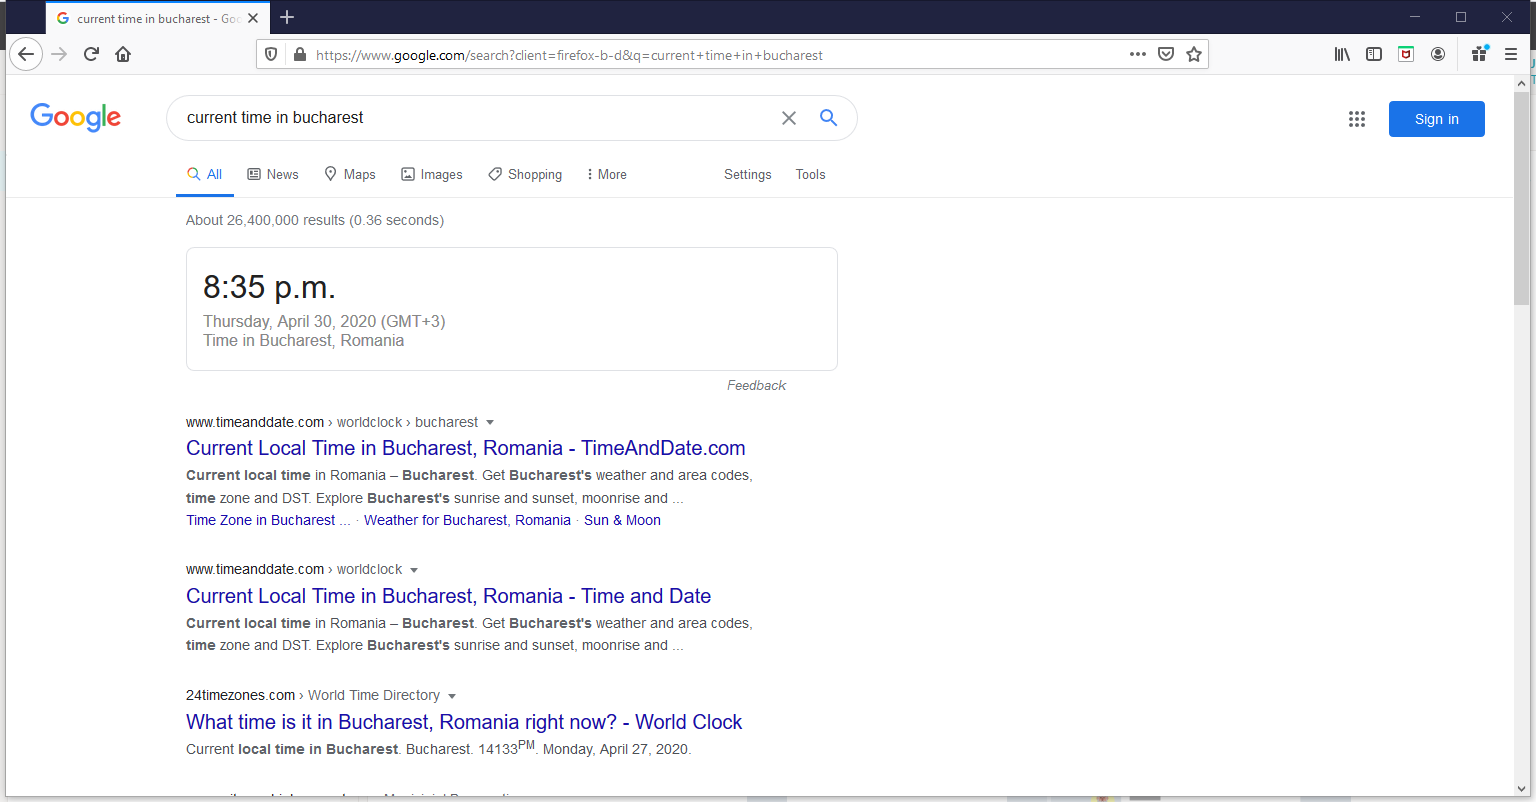 current time in bucharest - Goo
https://www.google.com/search?client=firefox-b-d&q=current+time+in+bucharest
Google
current time in bucharest
Sign in
All News Maps Images Shopping More Settings Tools
About 26,400,000 results (0.36 seconds)
8:35 p.m.
Thursday, April 30, 2020 (GMT+3)
Time in Bucharest, Romania
Feedback
www.timeanddate.com › worldclock › bucharest
Current Local Time in Bucharest, Romania - TimeAndDate.com
Current local time in Romania – Bucharest. Get Bucharest's weather and area codes,
time zone and DST. Explore Bucharest's sunrise and sunset, moonrise and ...
Time Zone in Bucharest ... · Weather for Bucharest, Romania · Sun & Moon
www.timeanddate.com › worldclock
Current Local Time in Bucharest, Romania - Time and Date
Current local time in Romania – Bucharest. Get Bucharest's weather and area codes,
time zone and DST. Explore Bucharest's sunrise and sunset, moonrise and ...
24timezones.com › World Time Directory
What time is it in Bucharest, Romania right now? - World Clock
Current local time in Bucharest. Bucharest. 14133PM. Monday, April 27, 2020.